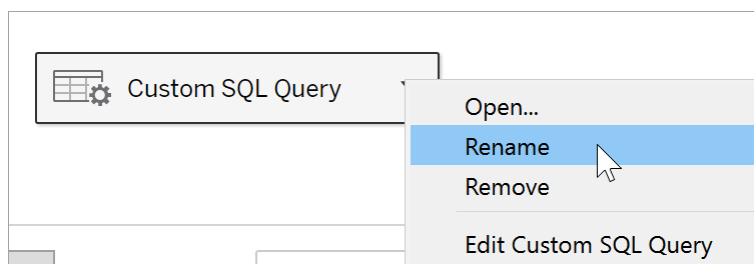 Custom SQL Query
Open...
Rename
Remove
Edit Custom SQL Query